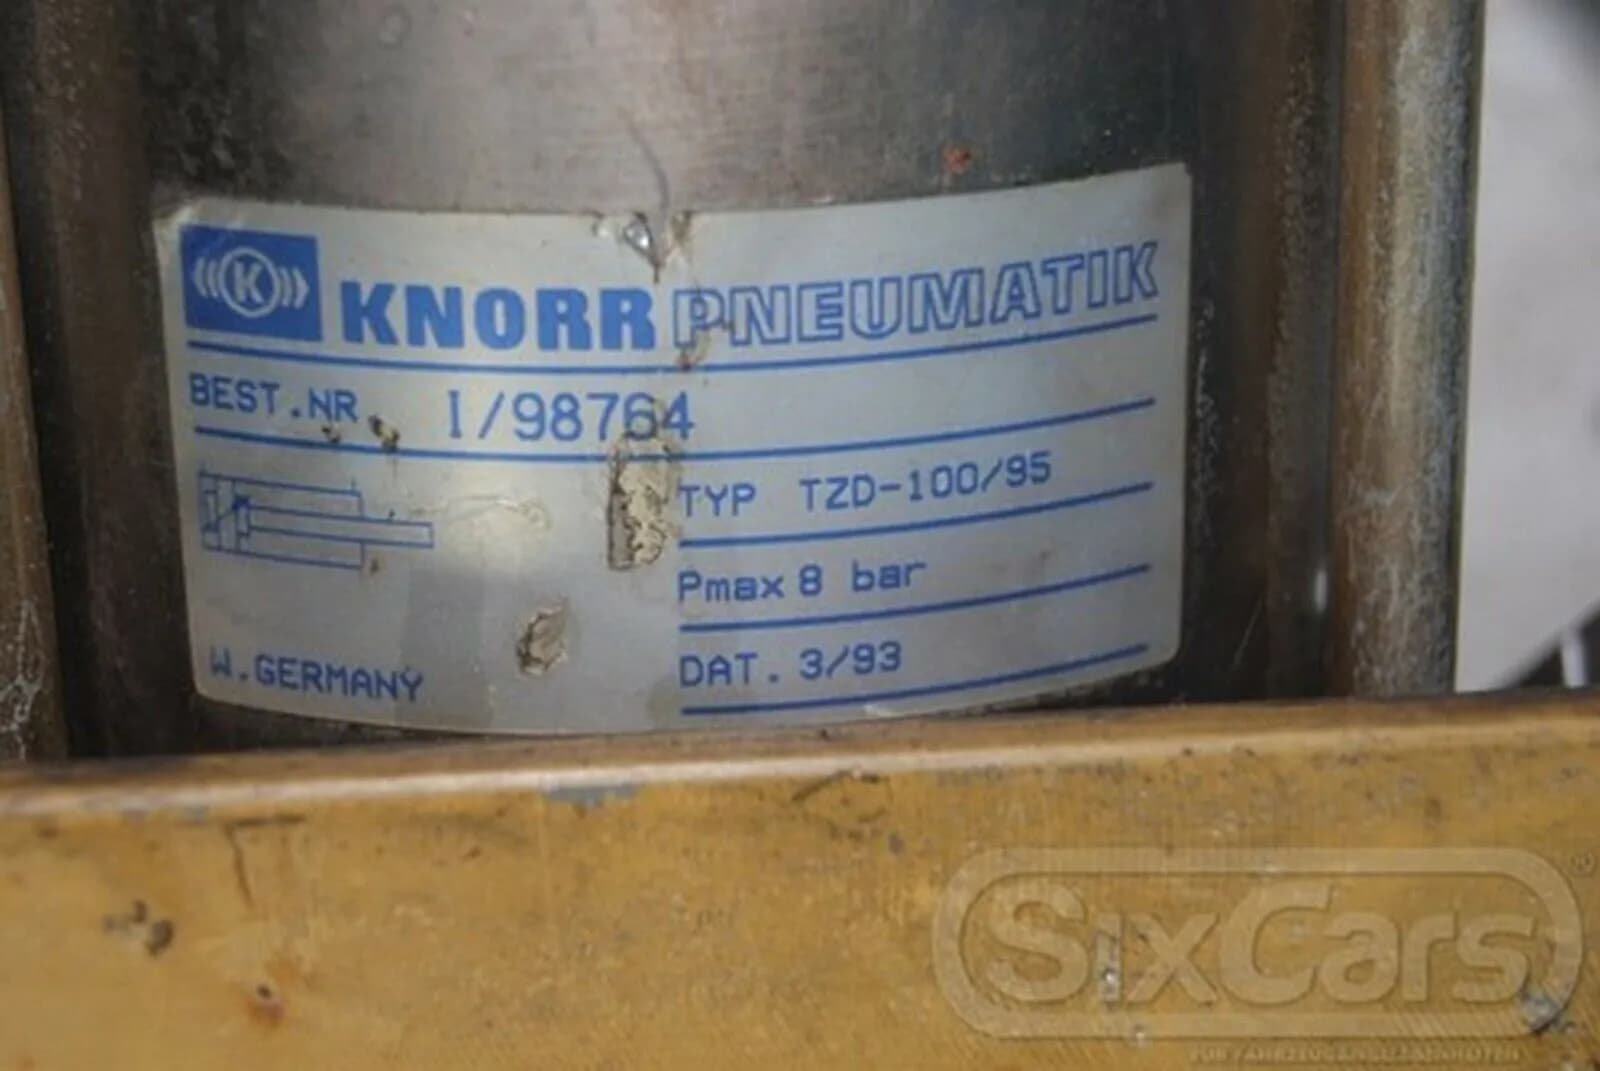 K KNORR PNEUMATIK
BEST.NR. I/98764
TYP TZD-100/95
Pmax 8 bar
W.GERMANY
DAT. 3/93
SixCars